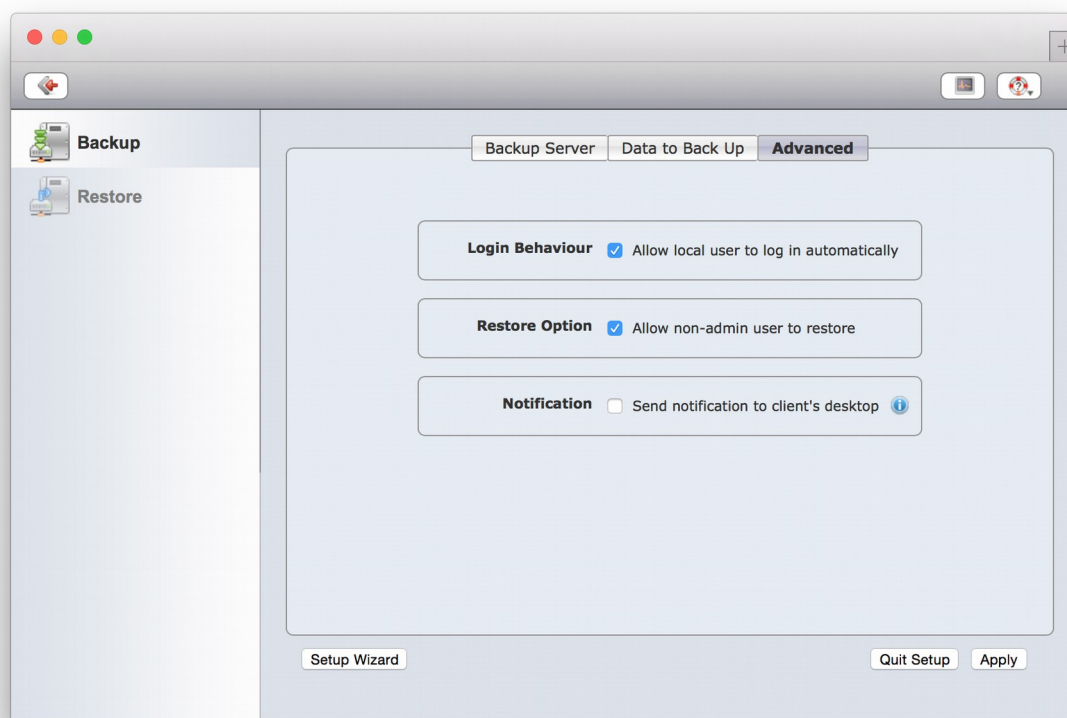 Backup
Restore
Backup Server Data to Back Up Advanced
Login Behaviour Allow local user to log in automatically
Restore Option Allow non-admin user to restore
Notification Send notification to client's desktop
Setup Wizard Quit Setup Apply